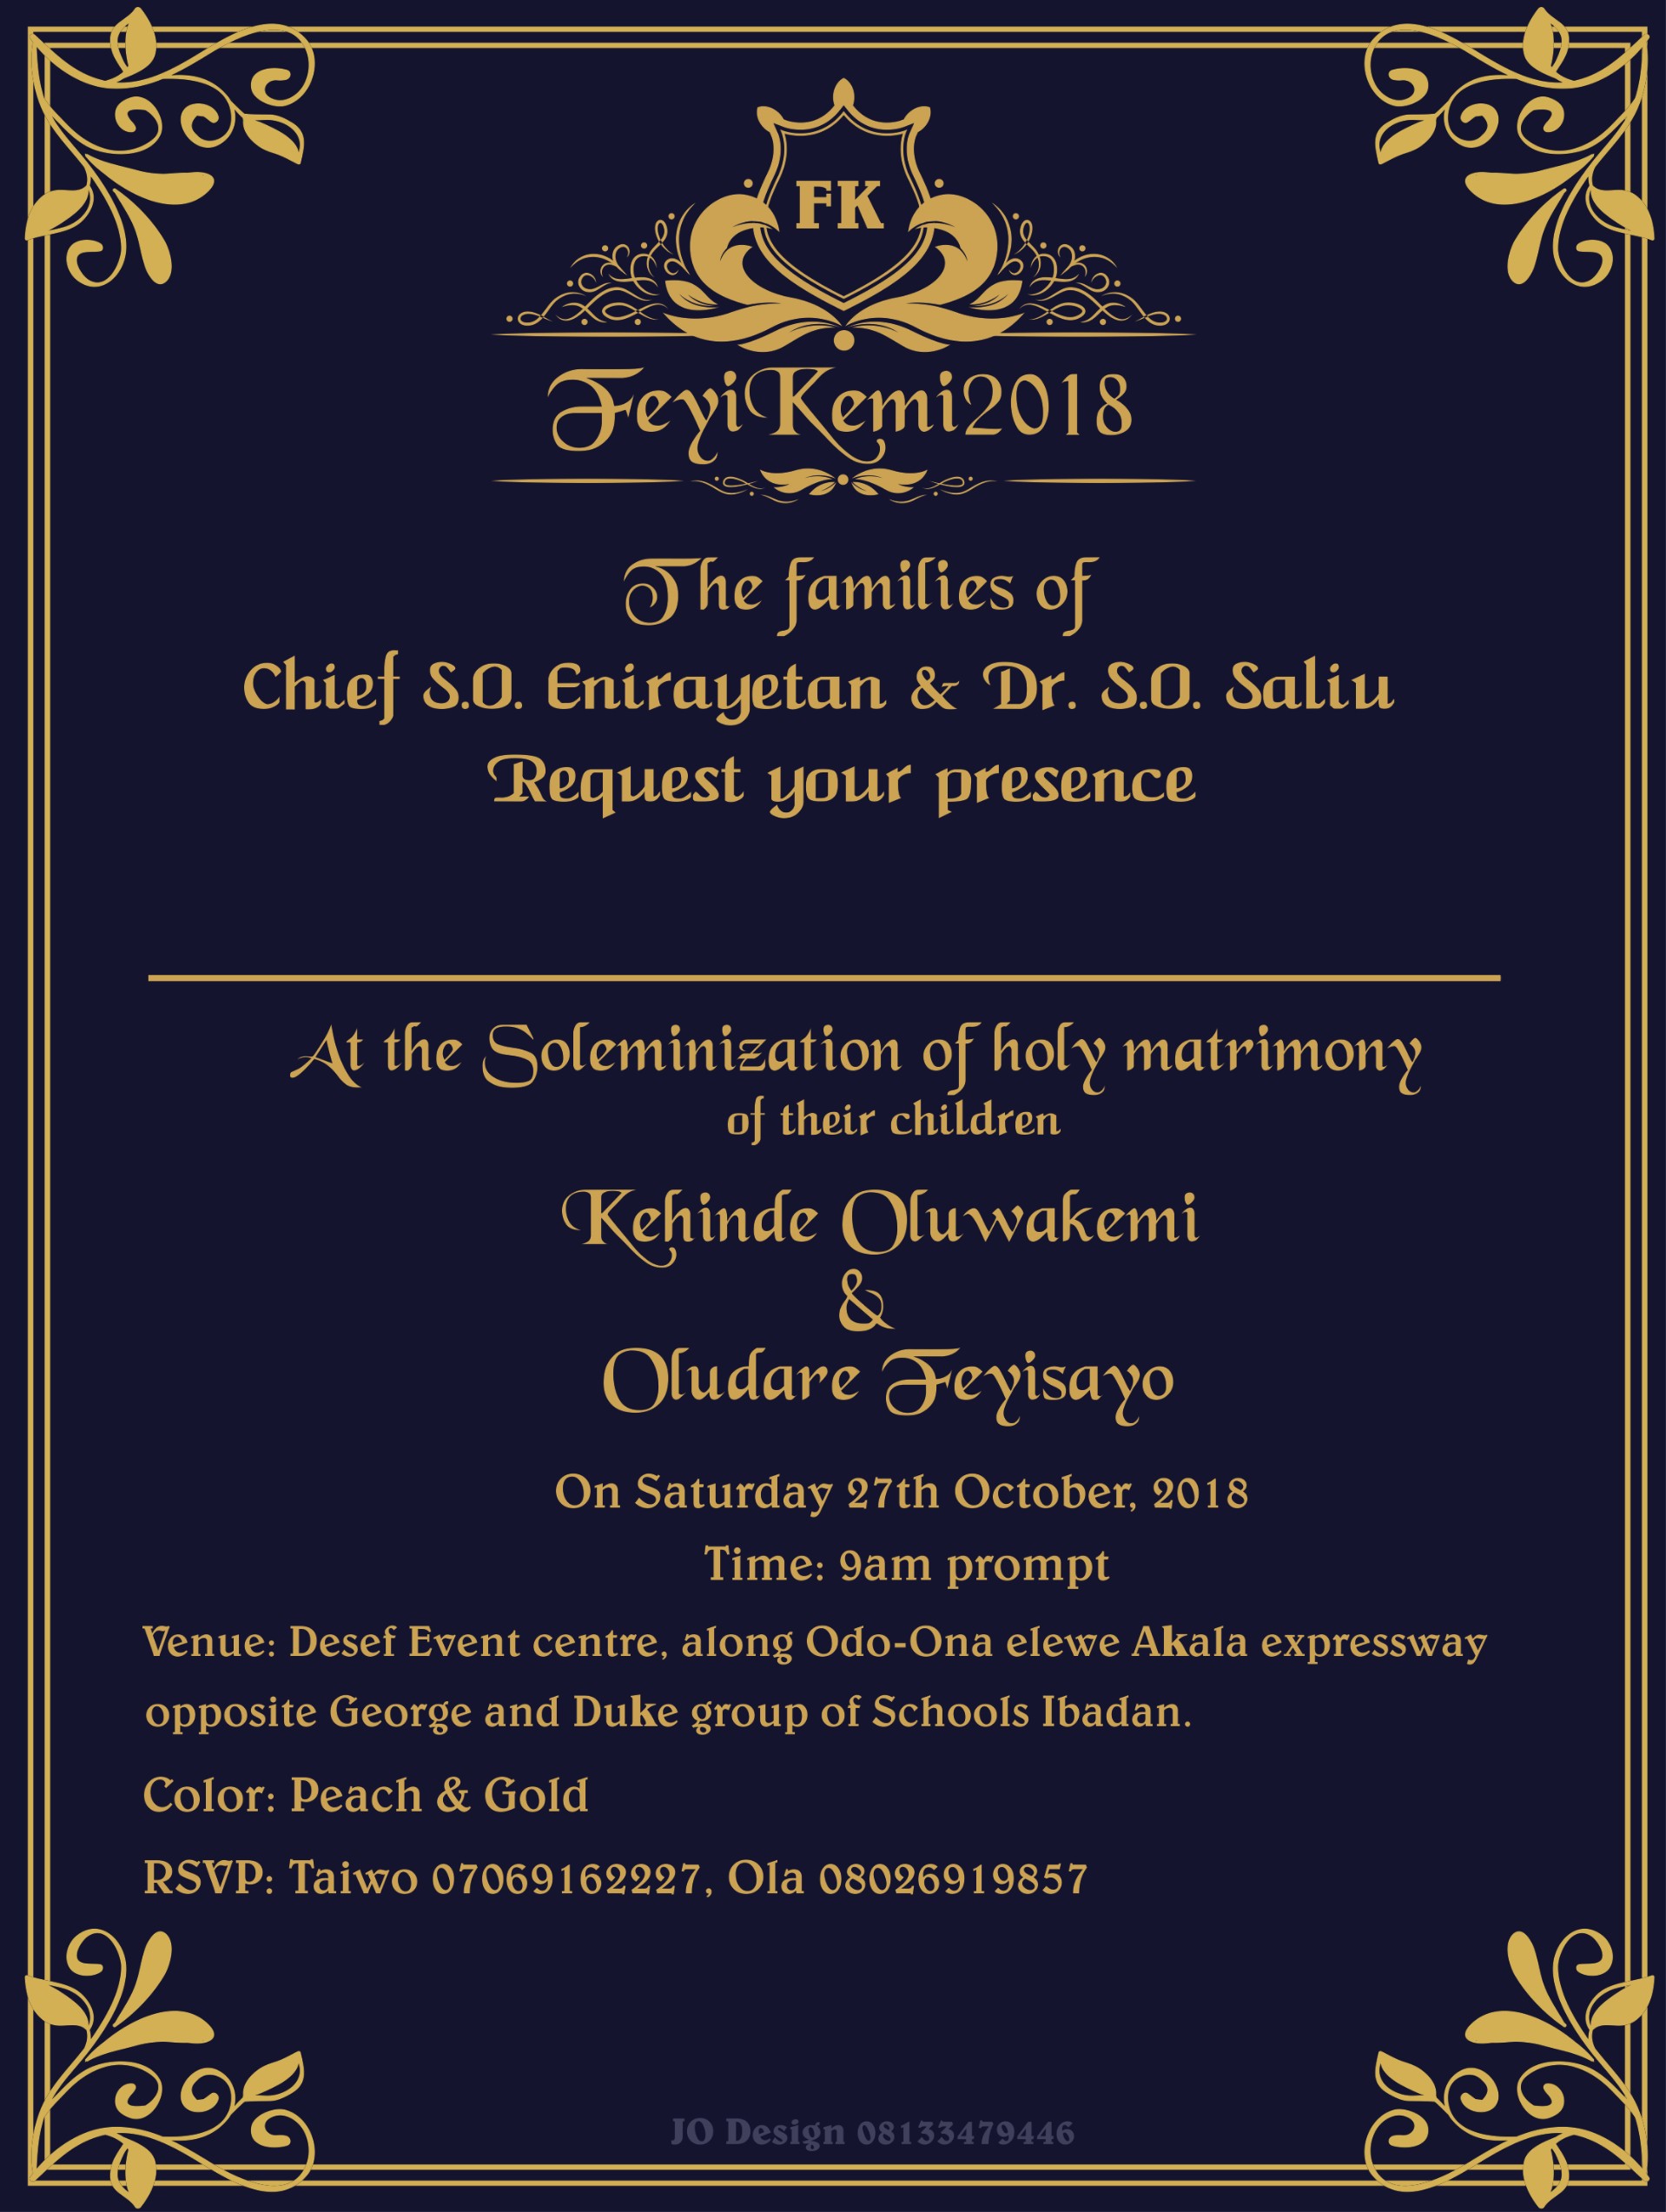 FK
FeyiKemi2018
The families of
Chief S.O. Enirayetan & Dr. S.O. Saliu
Request your presence
At the Soleminization of holy matrimony
of their children
Kehinde Oluwakemi
&
Oludare Feyisayo
On Saturday 27th October, 2018
Time: 9am prompt
Venue: Desef Event centre, along Odo-Ona elewe Akala expressway
opposite George and Duke group of Schools Ibadan.
Color: Peach & Gold
RSVP: Taiwo 07069162227, Ola 08026919857
JO Design 08133479446